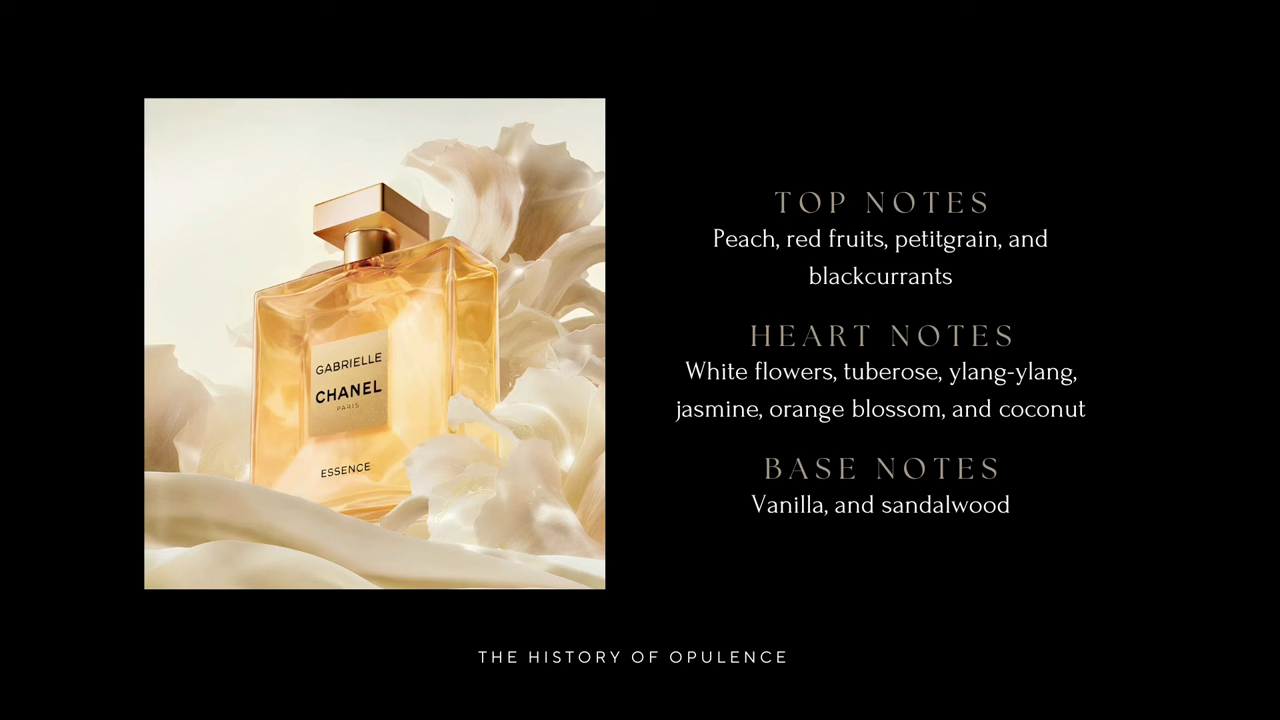 GABRIELLE
CHANEL
PARIS
ESSENCE
TOP NOTES
Peach, red fruits, petitgrain, and
blackcurrants
HEART NOTES
White flowers, tuberose, ylang-ylang,
jasmine, orange blossom, and coconut
BASE NOTES
Vanilla, and sandalwood
THE HISTORY OF OPULENCE